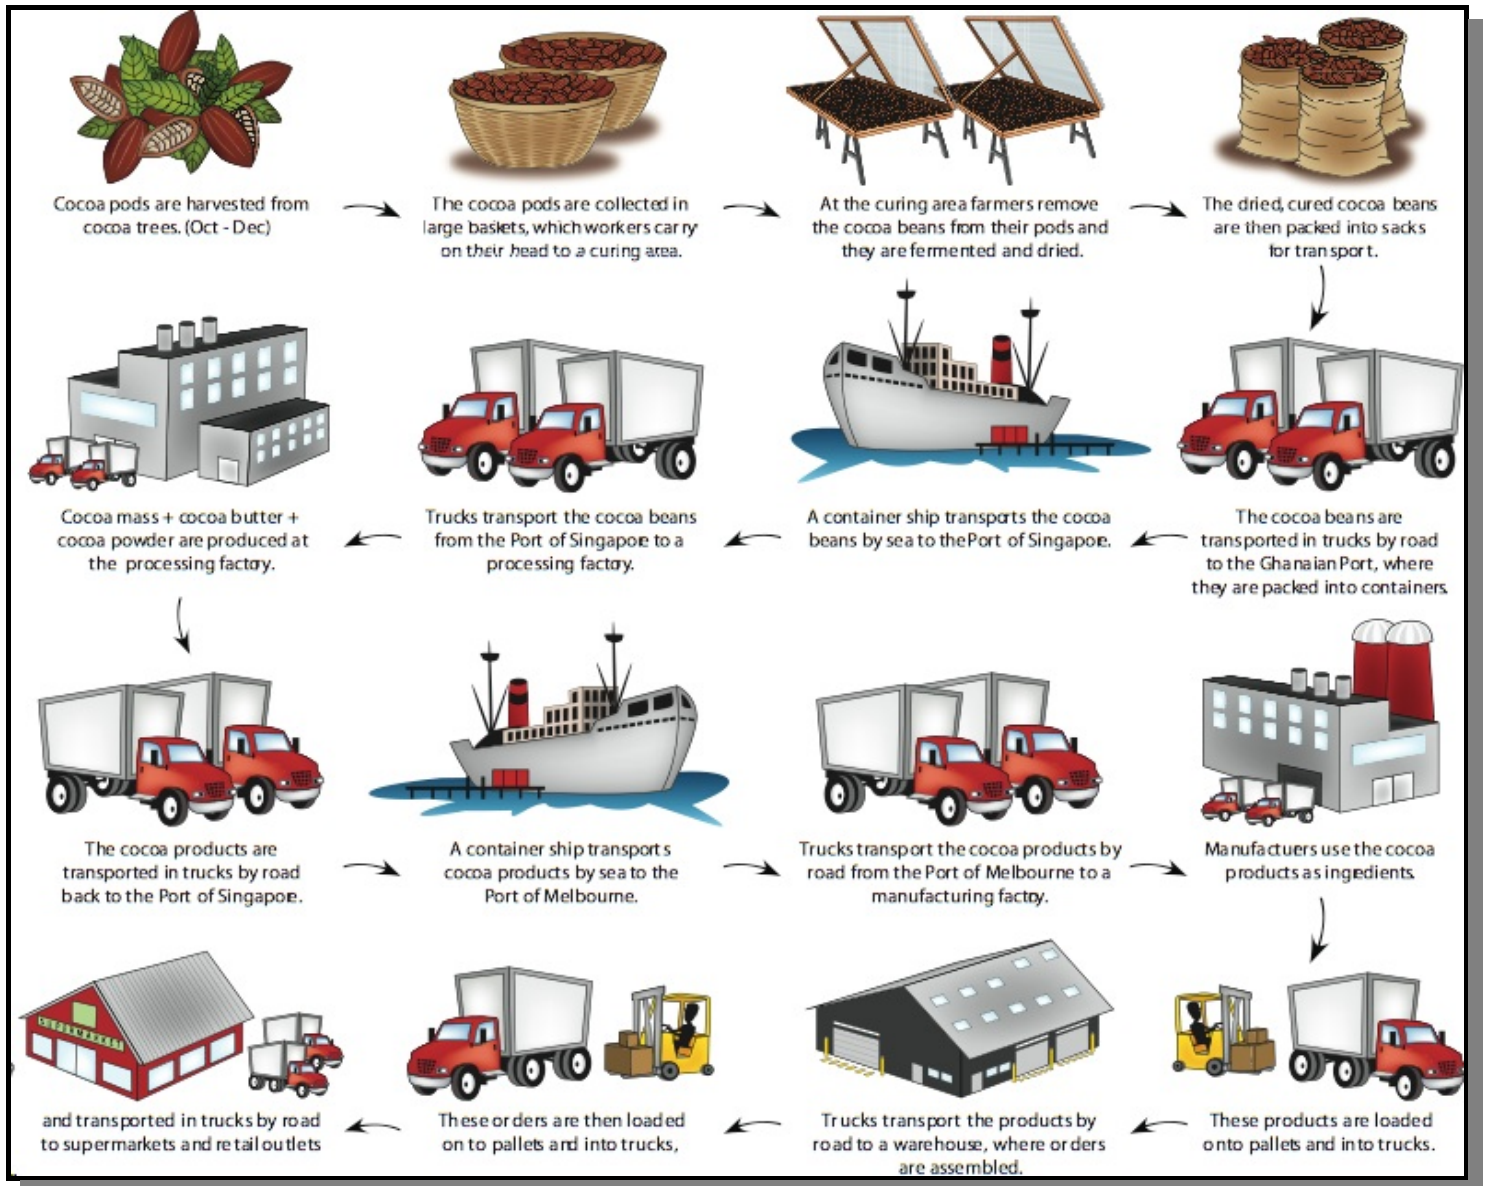 Cocoa pods are harvested from
cocoa trees. (Oct - Dec)
The cocoa pods are collected in
large baskets, which workers carry
on their head to a curing area.
At the curing area farmers remove
the cocoa beans from their pods and
they are fermented and dried.
The dried, cured cocoa beans
are then packed into sacks
for transport.
The cocoa beans are
transported in trucks by road
to the Ghanaian Port, where
they are packed into containers.
A container ship transports the cocoa
beans by sea to the Port of Singapore.
Trucks transport the cocoa beans
from the Port of Singapore to a
processing factory.
Cocoa mass + cocoa butter +
cocoa powder are produced at
the processing factory.
The cocoa products are
transported in trucks by road
back to the Port of Singapore.
A container ship transports
cocoa products by sea to the
Port of Melbourne.
Trucks transport the cocoa products by
road from the Port of Melbourne to a
manufacturing factory.
Manufactuers use the cocoa
products as ingredients.
These products are loaded
onto pallets and into trucks.
Trucks transport the products by
road to a warehouse, where orders
are assembled.
These orders are then loaded
on to pallets and into trucks,
SUPERMARKET
and transported in trucks by road
to supermarkets and retail outlets